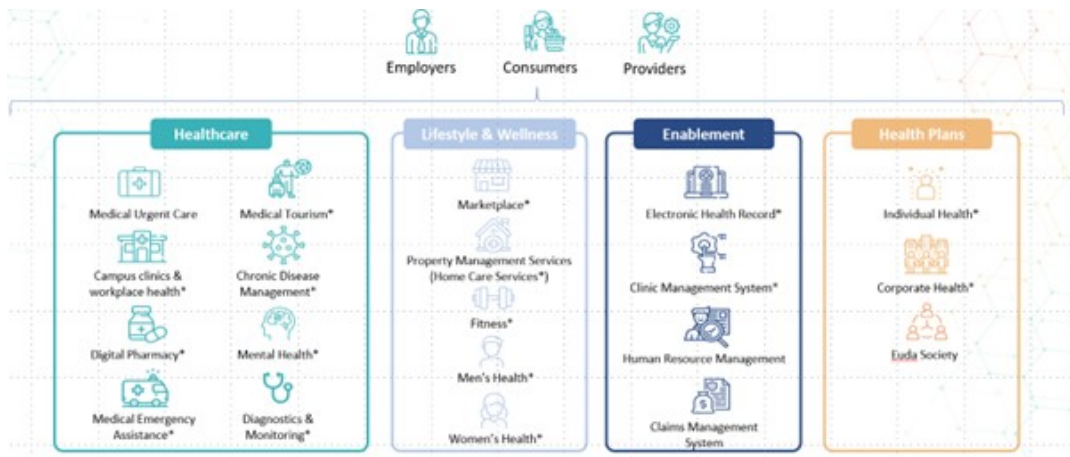 Employers
Consumers
Providers
Healthcare
Medical Urgent Care
Medical Tourism*
Campus clinics &
workplace health*
Chronic Disease
Management*
Digital Pharmacy*
Mental Health*
Medical Emergency
Assistance*
Diagnostics &
Monitoring*
Lifestyle & Wellness
Marketplace*
Property Management Services
(Home Care Services*)
Fitness*
Men's Health*
Women's Health*
Enablement
Electronic Health Record*
Clinic Management System*
Human Resource Management
Claims Management
System
Health Plans
Individual Health*
Corporate Health*
Euda Society